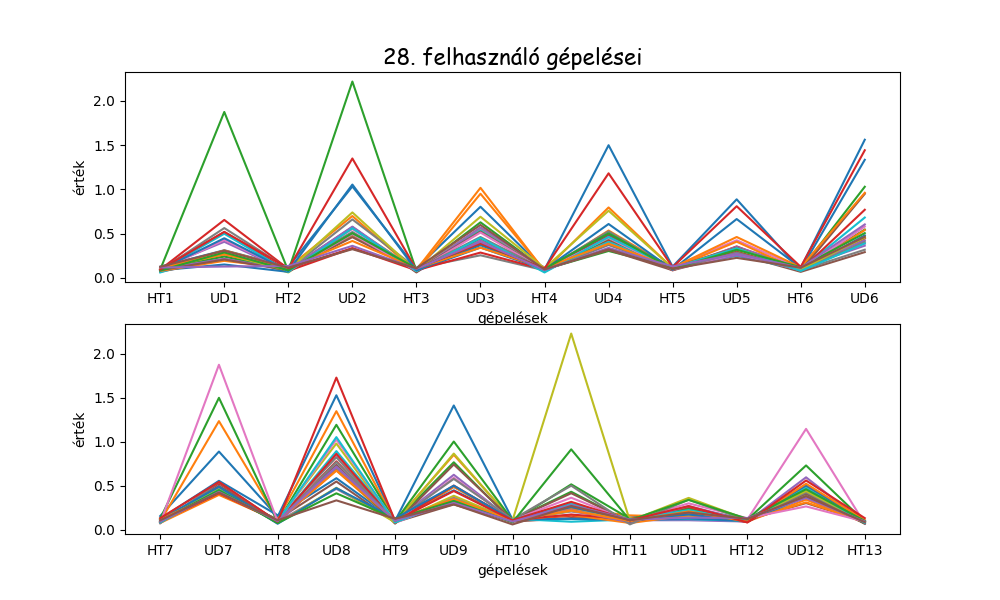 28. felhasználó gépelései
2.0
1.5
1.0
0.5
0.0
érték
HT1 UD1 HT2 UD2 HT3 UD3 HT4 UD4 HT5 UD5 HT6 UD6
gépelések
2.0
1.5
1.0
0.5
0.0
érték
HT7 UD7 HT8 UD8 HT9 UD9 HT10 UD10 HT11 UD11 HT12 UD12 HT13
gépelések